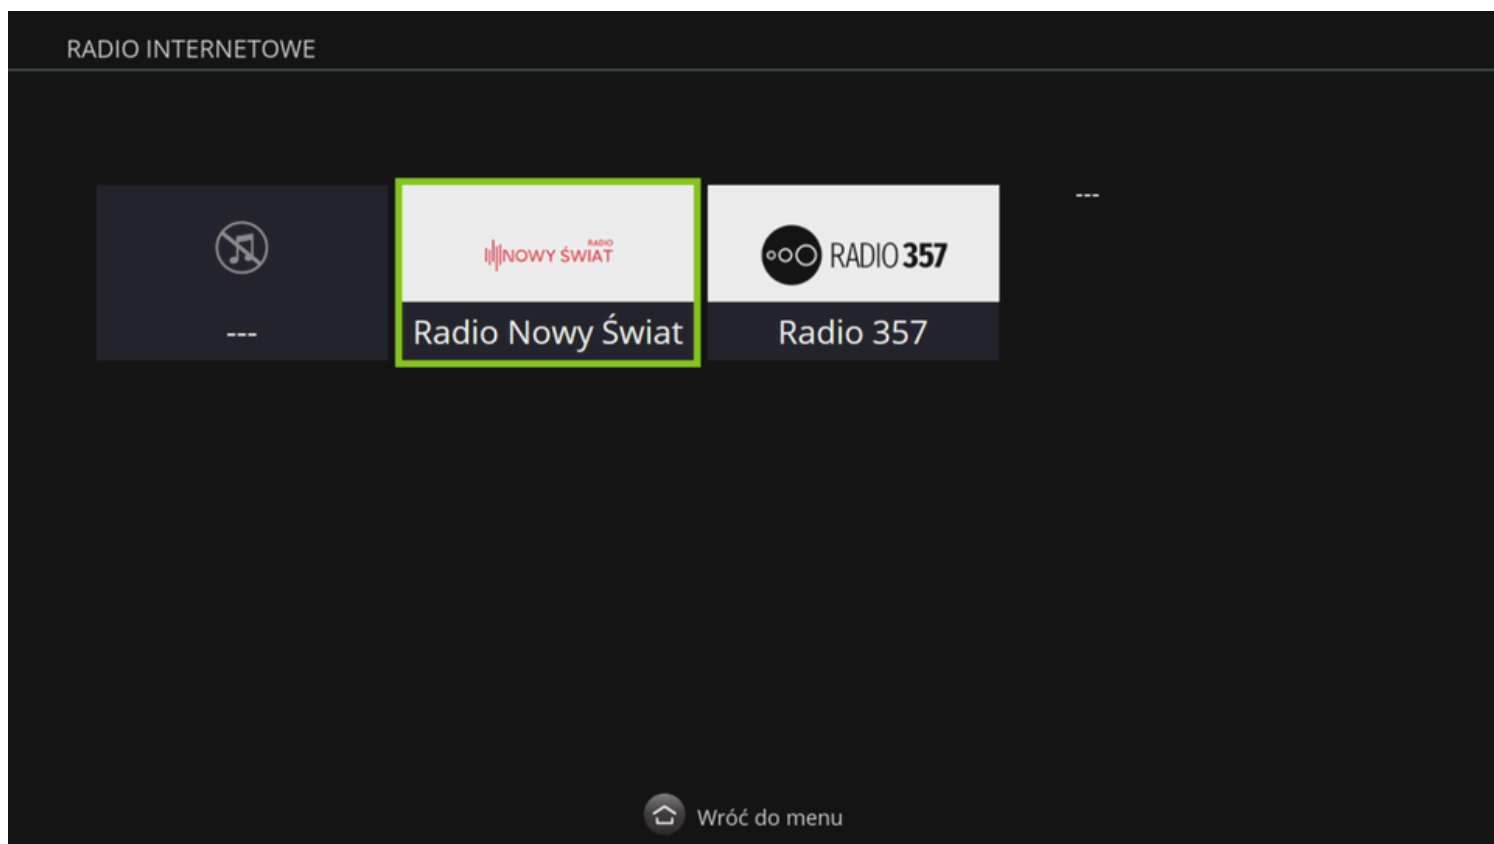 RADIO INTERNETOWE
---
RADIO
NOWY ŚWIAT
RADIO 357
---
Radio Nowy Świat
Radio 357
Wróć do menu